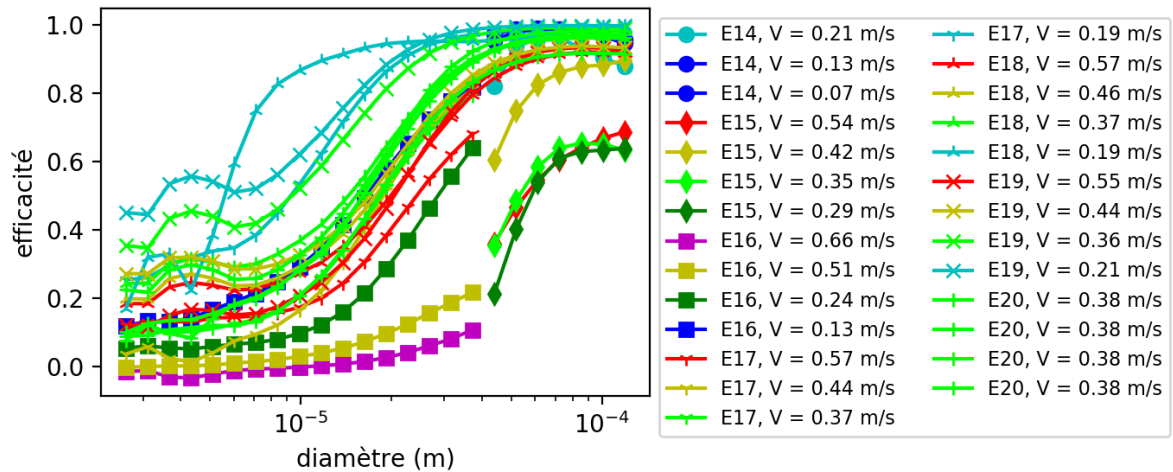 1.0
0.8
0.6
0.4
0.2
0.0
efficacité
10⁻⁵
10⁻⁴
diamètre (m)
E14, V = 0.21 m/s
E14, V = 0.13 m/s
E14, V = 0.07 m/s
E15, V = 0.54 m/s
E15, V = 0.42 m/s
E15, V = 0.35 m/s
E15, V = 0.29 m/s
E16, V = 0.66 m/s
E16, V = 0.51 m/s
E16, V = 0.24 m/s
E16, V = 0.13 m/s
E17, V = 0.57 m/s
E17, V = 0.44 m/s
E17, V = 0.37 m/s
E17, V = 0.19 m/s
E18, V = 0.57 m/s
E18, V = 0.46 m/s
E18, V = 0.37 m/s
E18, V = 0.19 m/s
E19, V = 0.55 m/s
E19, V = 0.44 m/s
E19, V = 0.36 m/s
E19, V = 0.21 m/s
E20, V = 0.38 m/s
E20, V = 0.38 m/s
E20, V = 0.38 m/s
E20, V = 0.38 m/s